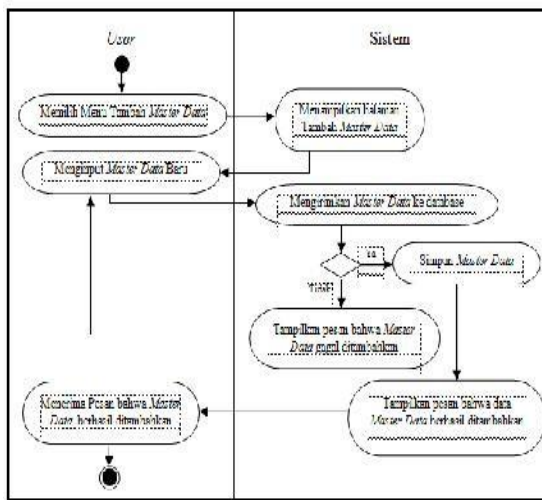 User
Sistem
Memilih Menu Tambah Master Data
Menampilkan halaman
Tambah Master Data
Menginput Master Data Baru
Mengirimkan Master Data ke database
ya
Simpan Master Data
Tidak
Tampilkan pesan bahwa Master
Data gagal ditambahkan
Menerima Pesan bahwa Master
Data berhasil ditambahkan
Tampilkan pesan bahwa data
Master Data berhasil ditambahkan